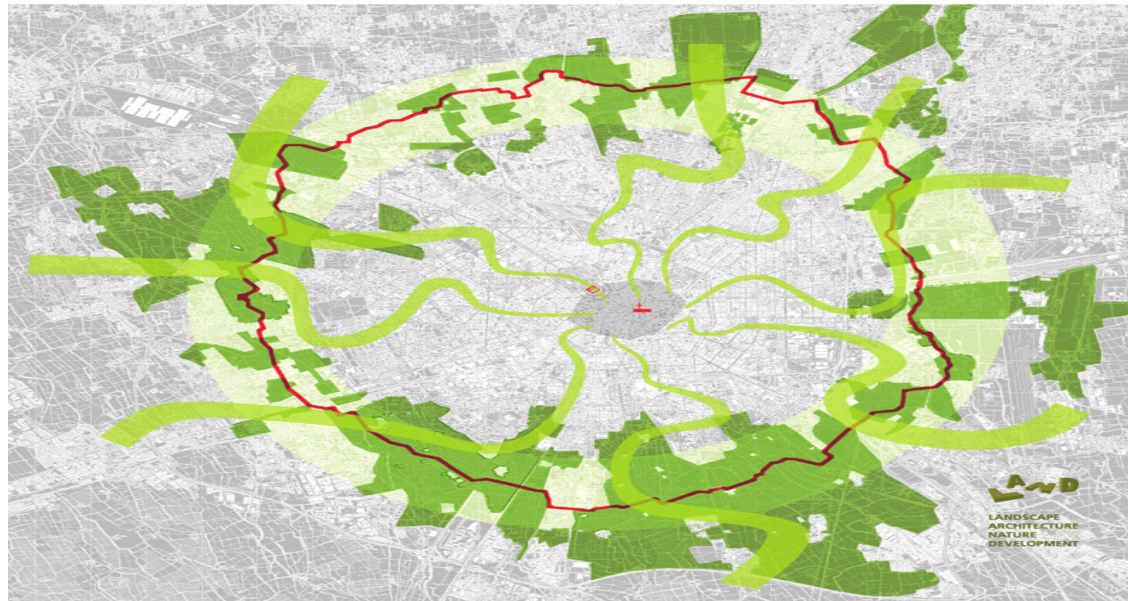 LAND
LANDSCAPE
ARCHITECTURE
NATURE
DEVELOPMENT